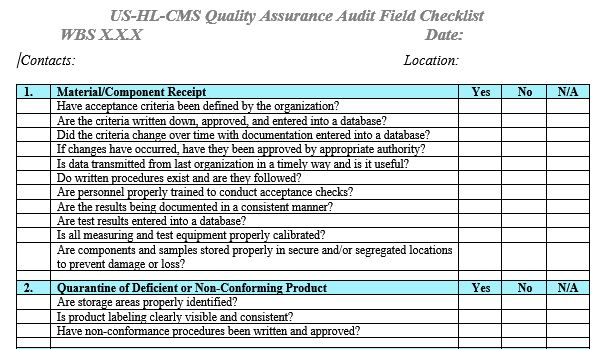 US-HL-CMS Quality Assurance Audit Field Checklist
WBS X.X.X Date:
Contacts: Location:
1. Material/Component Receipt Yes No N/A
Have acceptance criteria been defined by the organization?
Are the criteria written down, approved, and entered into a database?
Did the criteria change over time with documentation entered into a database?
If changes have occurred, have they been approved by appropriate authority?
Is data transmitted from last organization in a timely way and is it useful?
Do written procedures exist and are they followed?
Are personnel properly trained to conduct acceptance checks?
Are the results being documented in a consistent manner?
Are test results entered into a database?
Is all measuring and test equipment properly calibrated?
Are components and samples stored properly in secure and/or segregated locations
to prevent damage or loss?
2. Quarantine of Deficient or Non-Conforming Product Yes No N/A
Are storage areas properly identified?
Is product labeling clearly visible and consistent?
Have non-conformance procedures been written and approved?